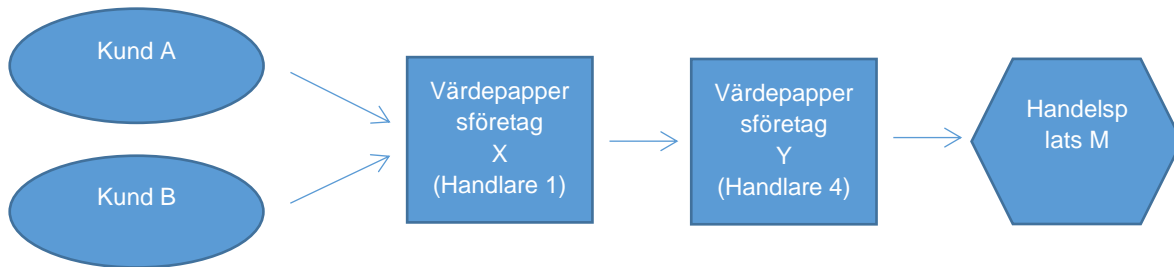 Kund A
Kund B
Värdepapper
sföretag
X
(Handlare 1)
Värdepapper
sföretag
Y
(Handlare 4)
Handelsp
lats M